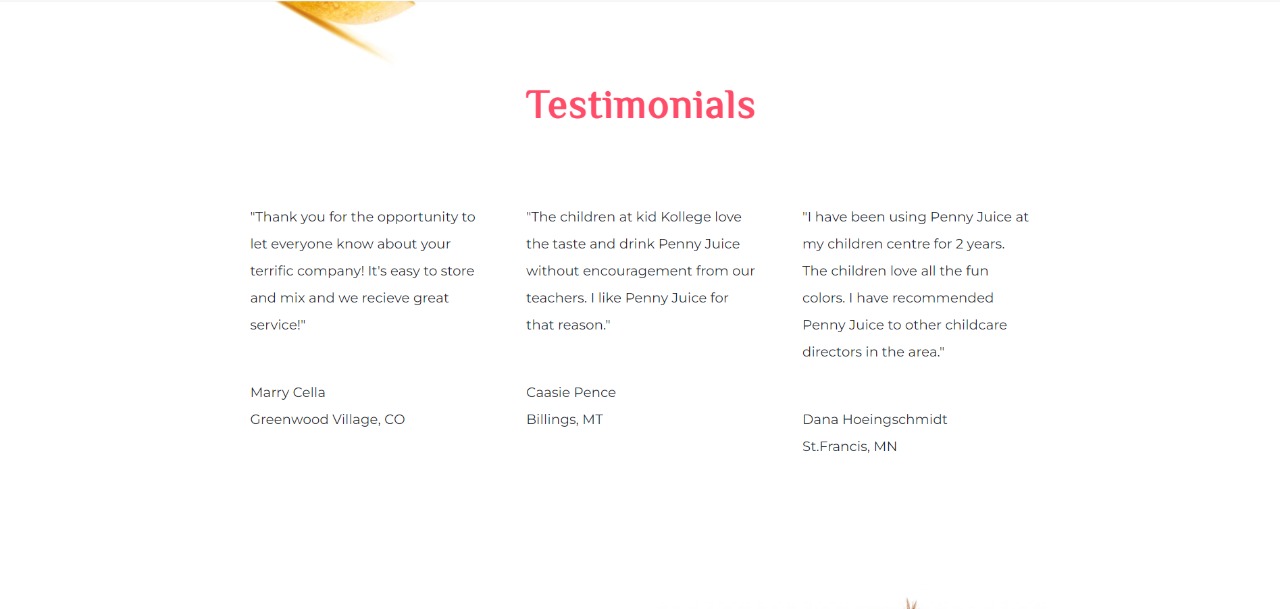 Testimonials
"Thank you for the opportunity to
let everyone know about your
terrific company! It's easy to store
and mix and we recieve great
service!"
Marry Cella
Greenwood Village, CO
"The children at kid Kollege love
the taste and drink Penny Juice
without encouragement from our
teachers. I like Penny Juice for
that reason."
Caasie Pence
Billings, MT
"I have been using Penny Juice at
my children centre for 2 years.
The children love all the fun
colors. I have recommended
Penny Juice to other childcare
directors in the area."
Dana Hoeingschmidt
St.Francis, MN